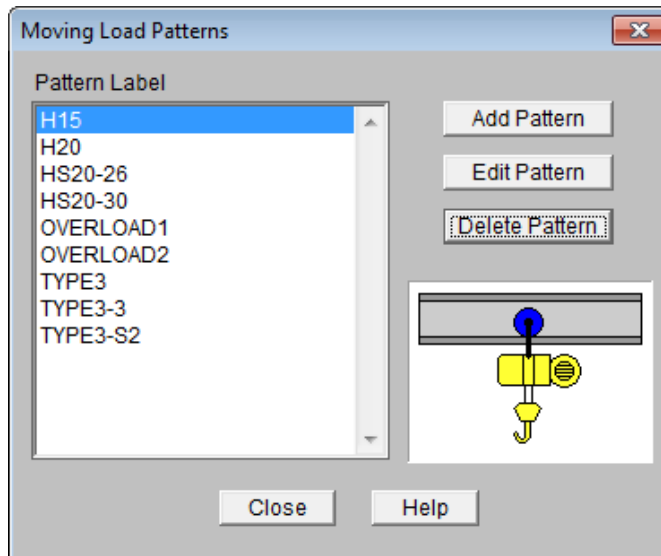 Moving Load Patterns
Pattern Label
H15
H20
HS20-26
HS20-30
OVERLOAD1
OVERLOAD2
TYPE3
TYPE3-3
TYPE3-S2
Add Pattern
Edit Pattern
Delete Pattern
Close
Help